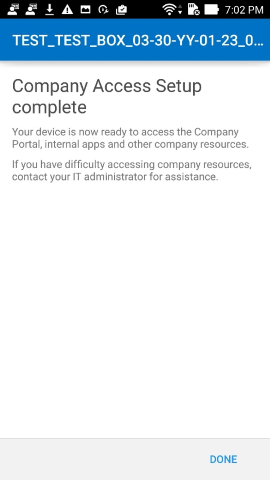 7:02 PM
TEST_TEST_BOX_03-30-YY-01-23_0...
Company Access Setup
complete
Your device is now ready to access the Company
Portal, internal apps and other company resources.
If you have difficulty accessing company resources,
contact your IT administrator for assistance.
DONE